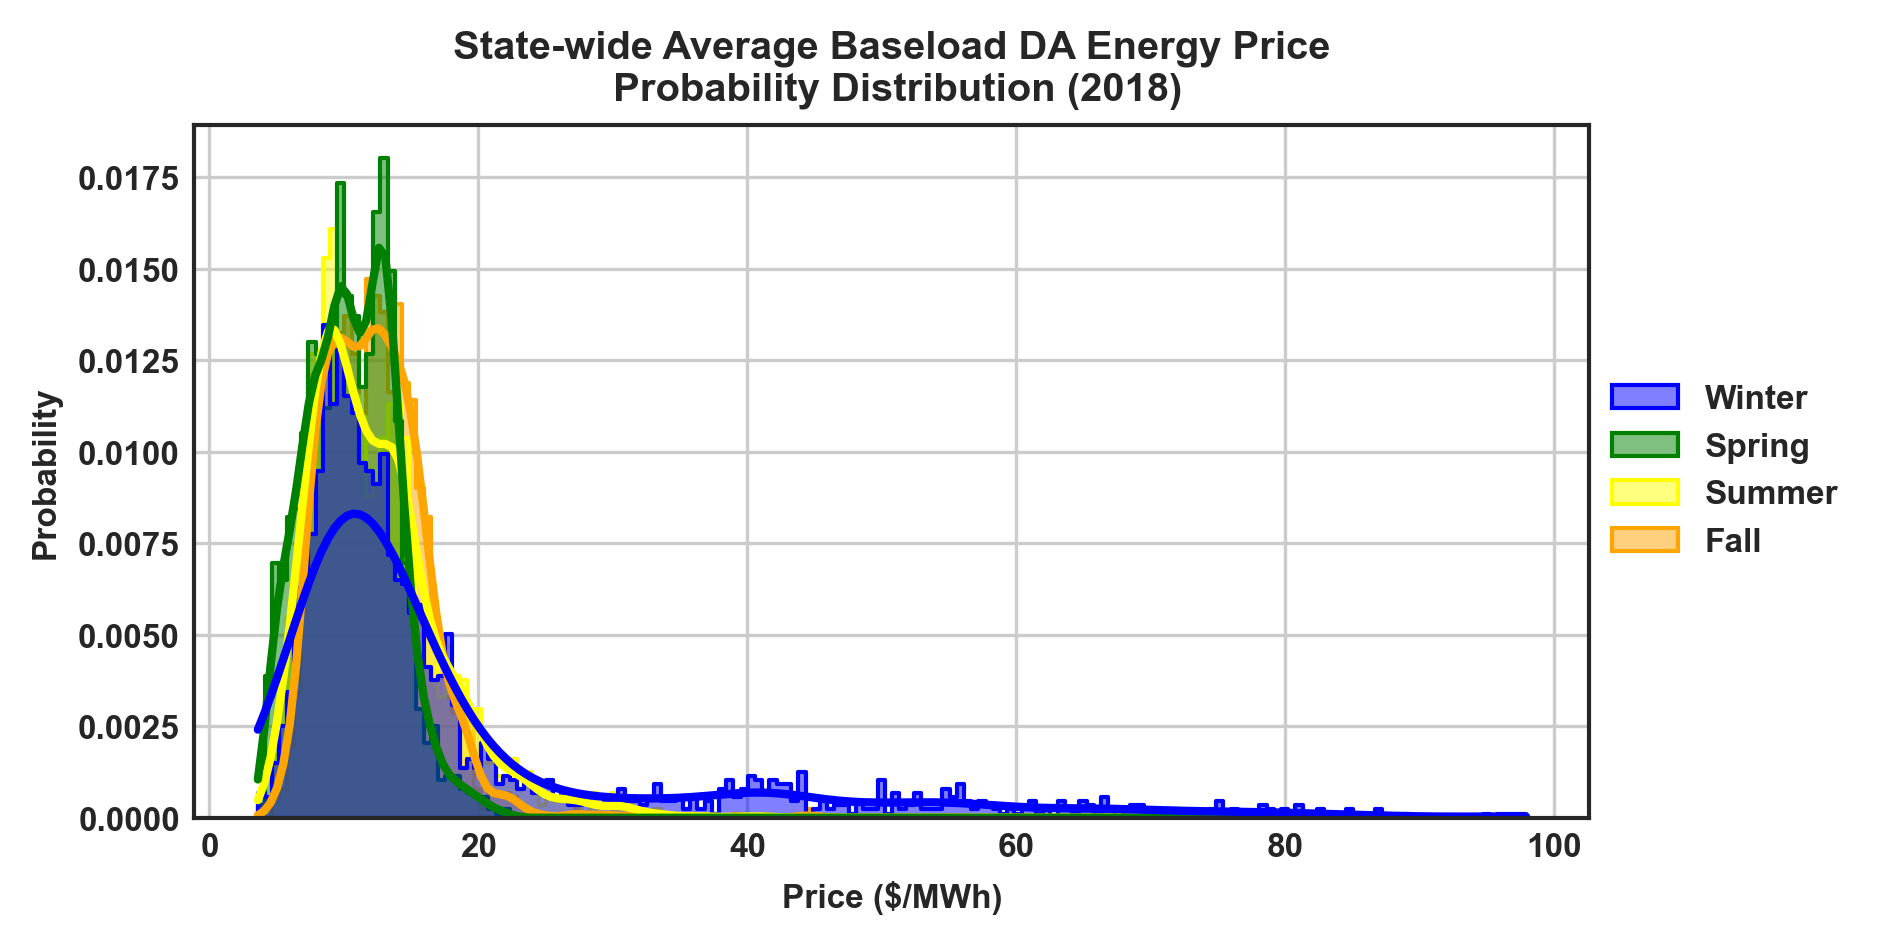 State-wide Average Baseload DA Energy Price
Probability Distribution (2018)
0.0175
0.0150
0.0125
0.0100
0.0075
0.0050
0.0025
0.0000
Probability
0 20 40 60 80 100
Price ($/MWh)
Winter
Spring
Summer
Fall